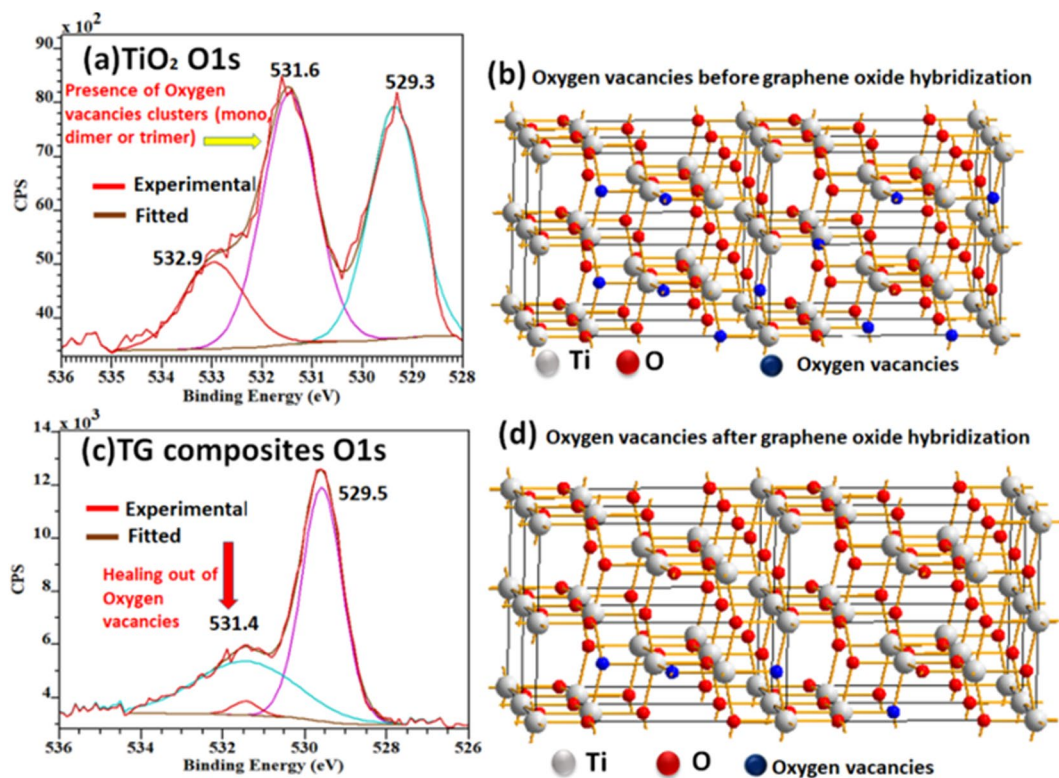 x 10²
(a)TiO₂ O1s
531.6
529.3
Presence of Oxygen
vacancies clusters (mono,
dimer or trimer)
Experimental
Fitted
532.9
90
80
70
60
50
40
CPS
536 535 534 533 532 531 530 529 528
Binding Energy (eV)
(b) Oxygen vacancies before graphene oxide hybridization
Ti O Oxygen vacancies
x 10³
(c)TG composites O1s
529.5
Experimental
Fitted
Healing out of
Oxygen
vacancies
531.4
14
12
8
6
4
CPS
536 534 532 530 528 526
Binding Energy (eV)
(d) Oxygen vacancies after graphene oxide hybridization
Ti O Oxygen vacancies